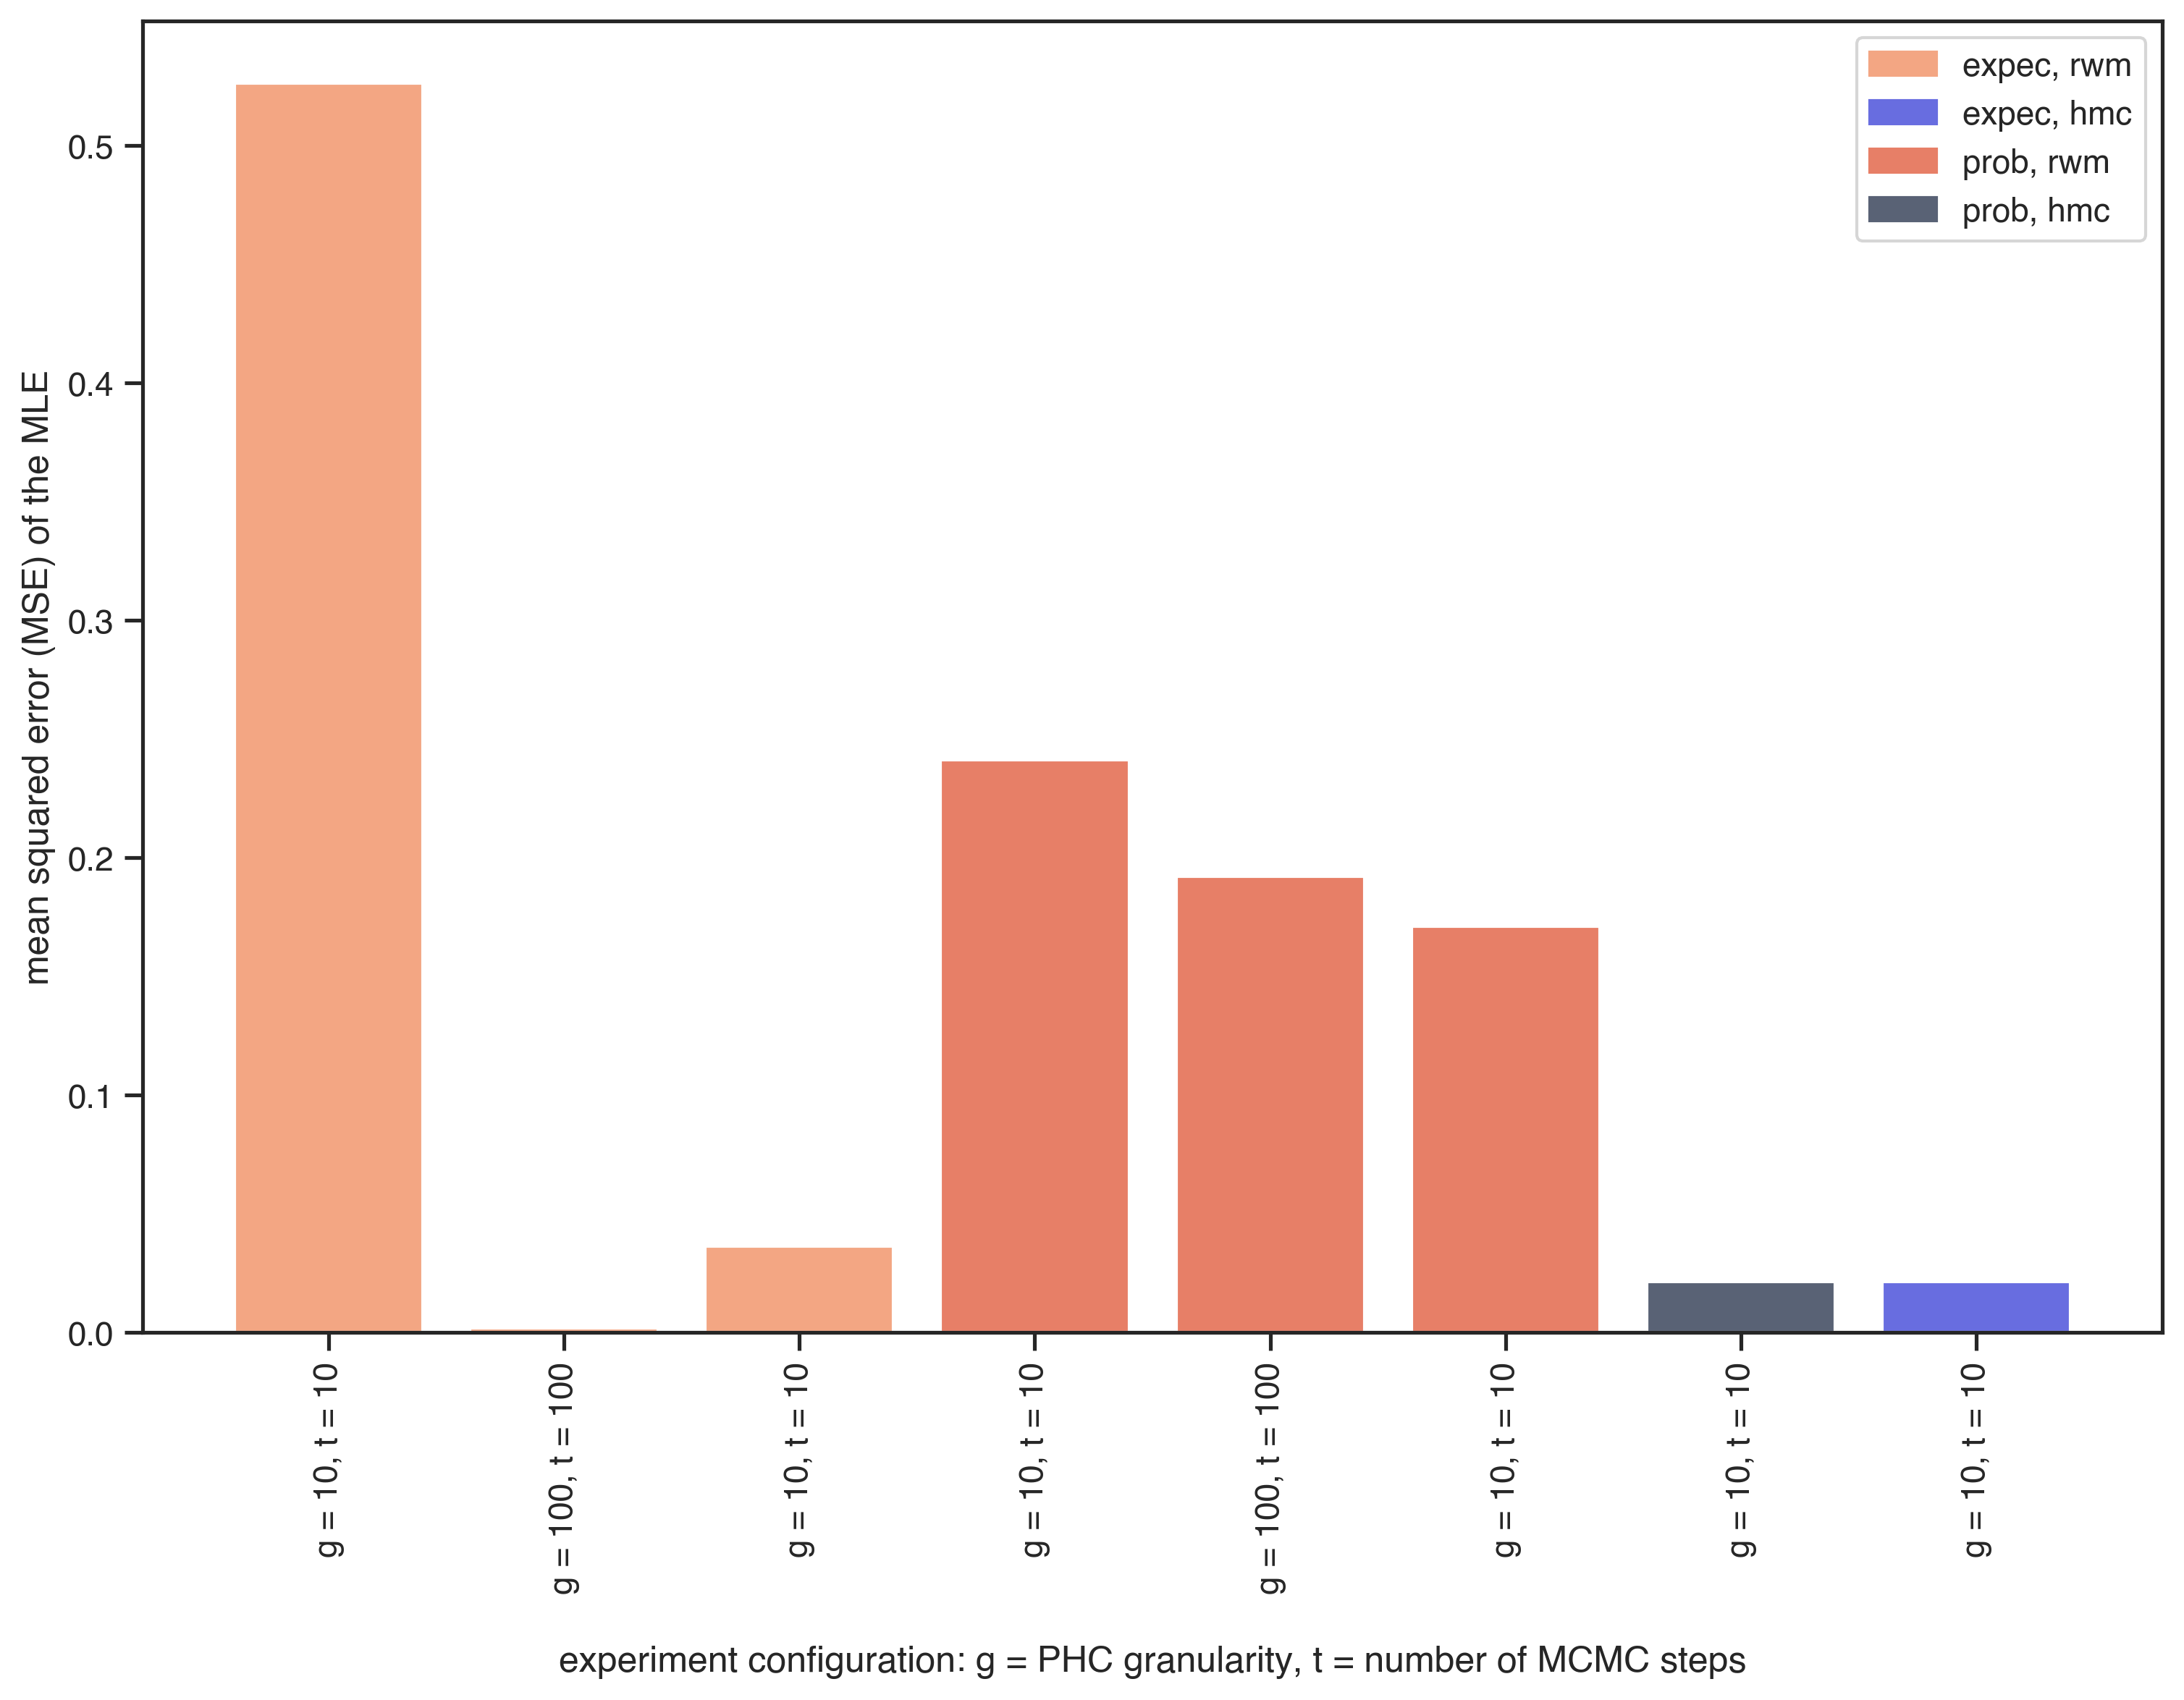 expec, rwm
expec, hmc
prob, rwm
prob, hmc
mean squared error (MSE) of the MLE
0.5
0.4
0.3
0.2
0.1
0.0
g = 10, t = 10
g = 100, t = 100
g = 10, t = 10
g = 10, t = 10
g = 100, t = 100
g = 10, t = 10
g = 10, t = 10
g = 10, t = 10
experiment configuration: g = PHC granularity, t = number of MCMC steps